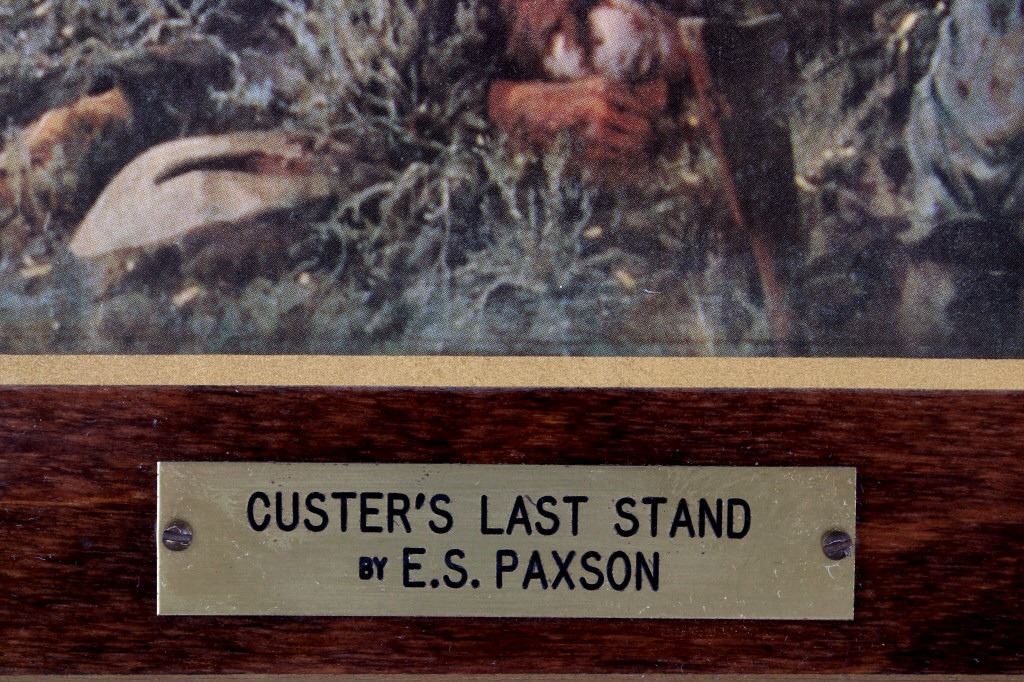 CUSTER'S LAST STAND
BY E.S. PAXSON